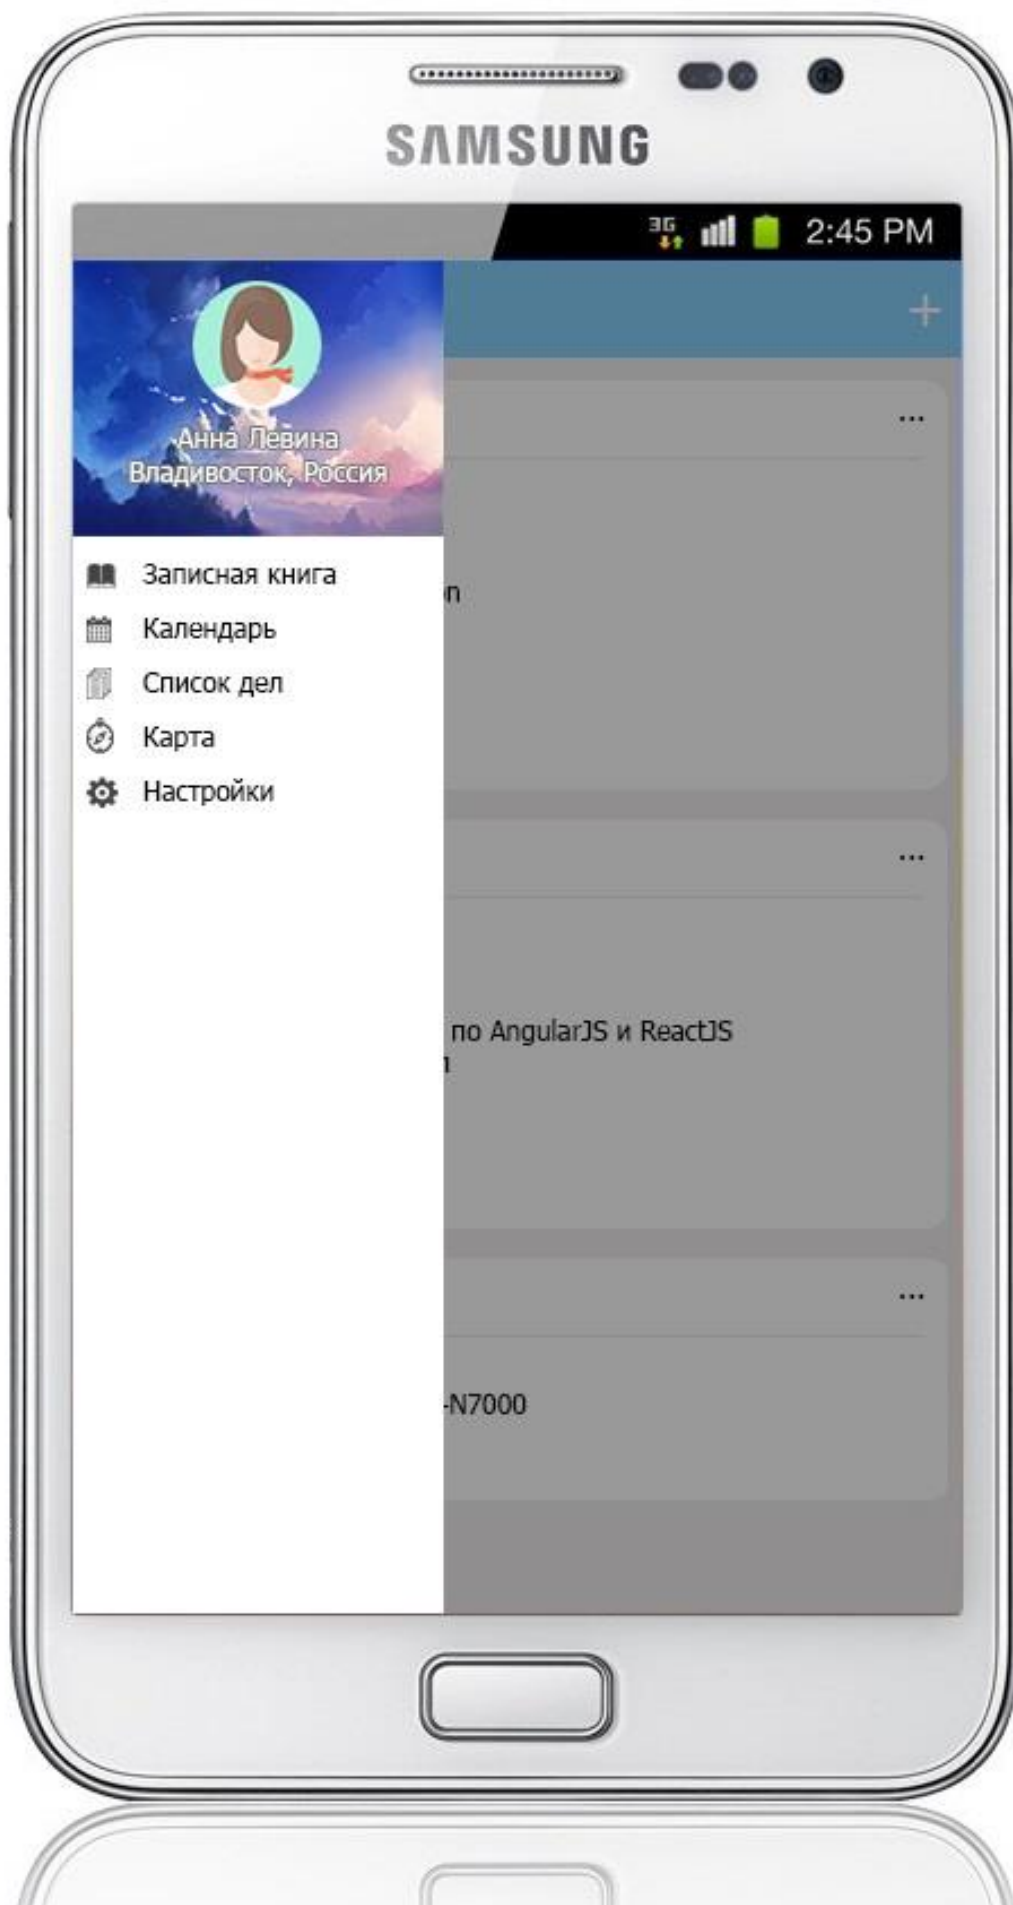 SAMSUNG
3G 2:45 PM
+
Анна Левина
Владивосток, Россия
...
Записная книга
Календарь
Список дел
Карта
Настройки
...
по AngularJS и ReactJS
...
-N7000